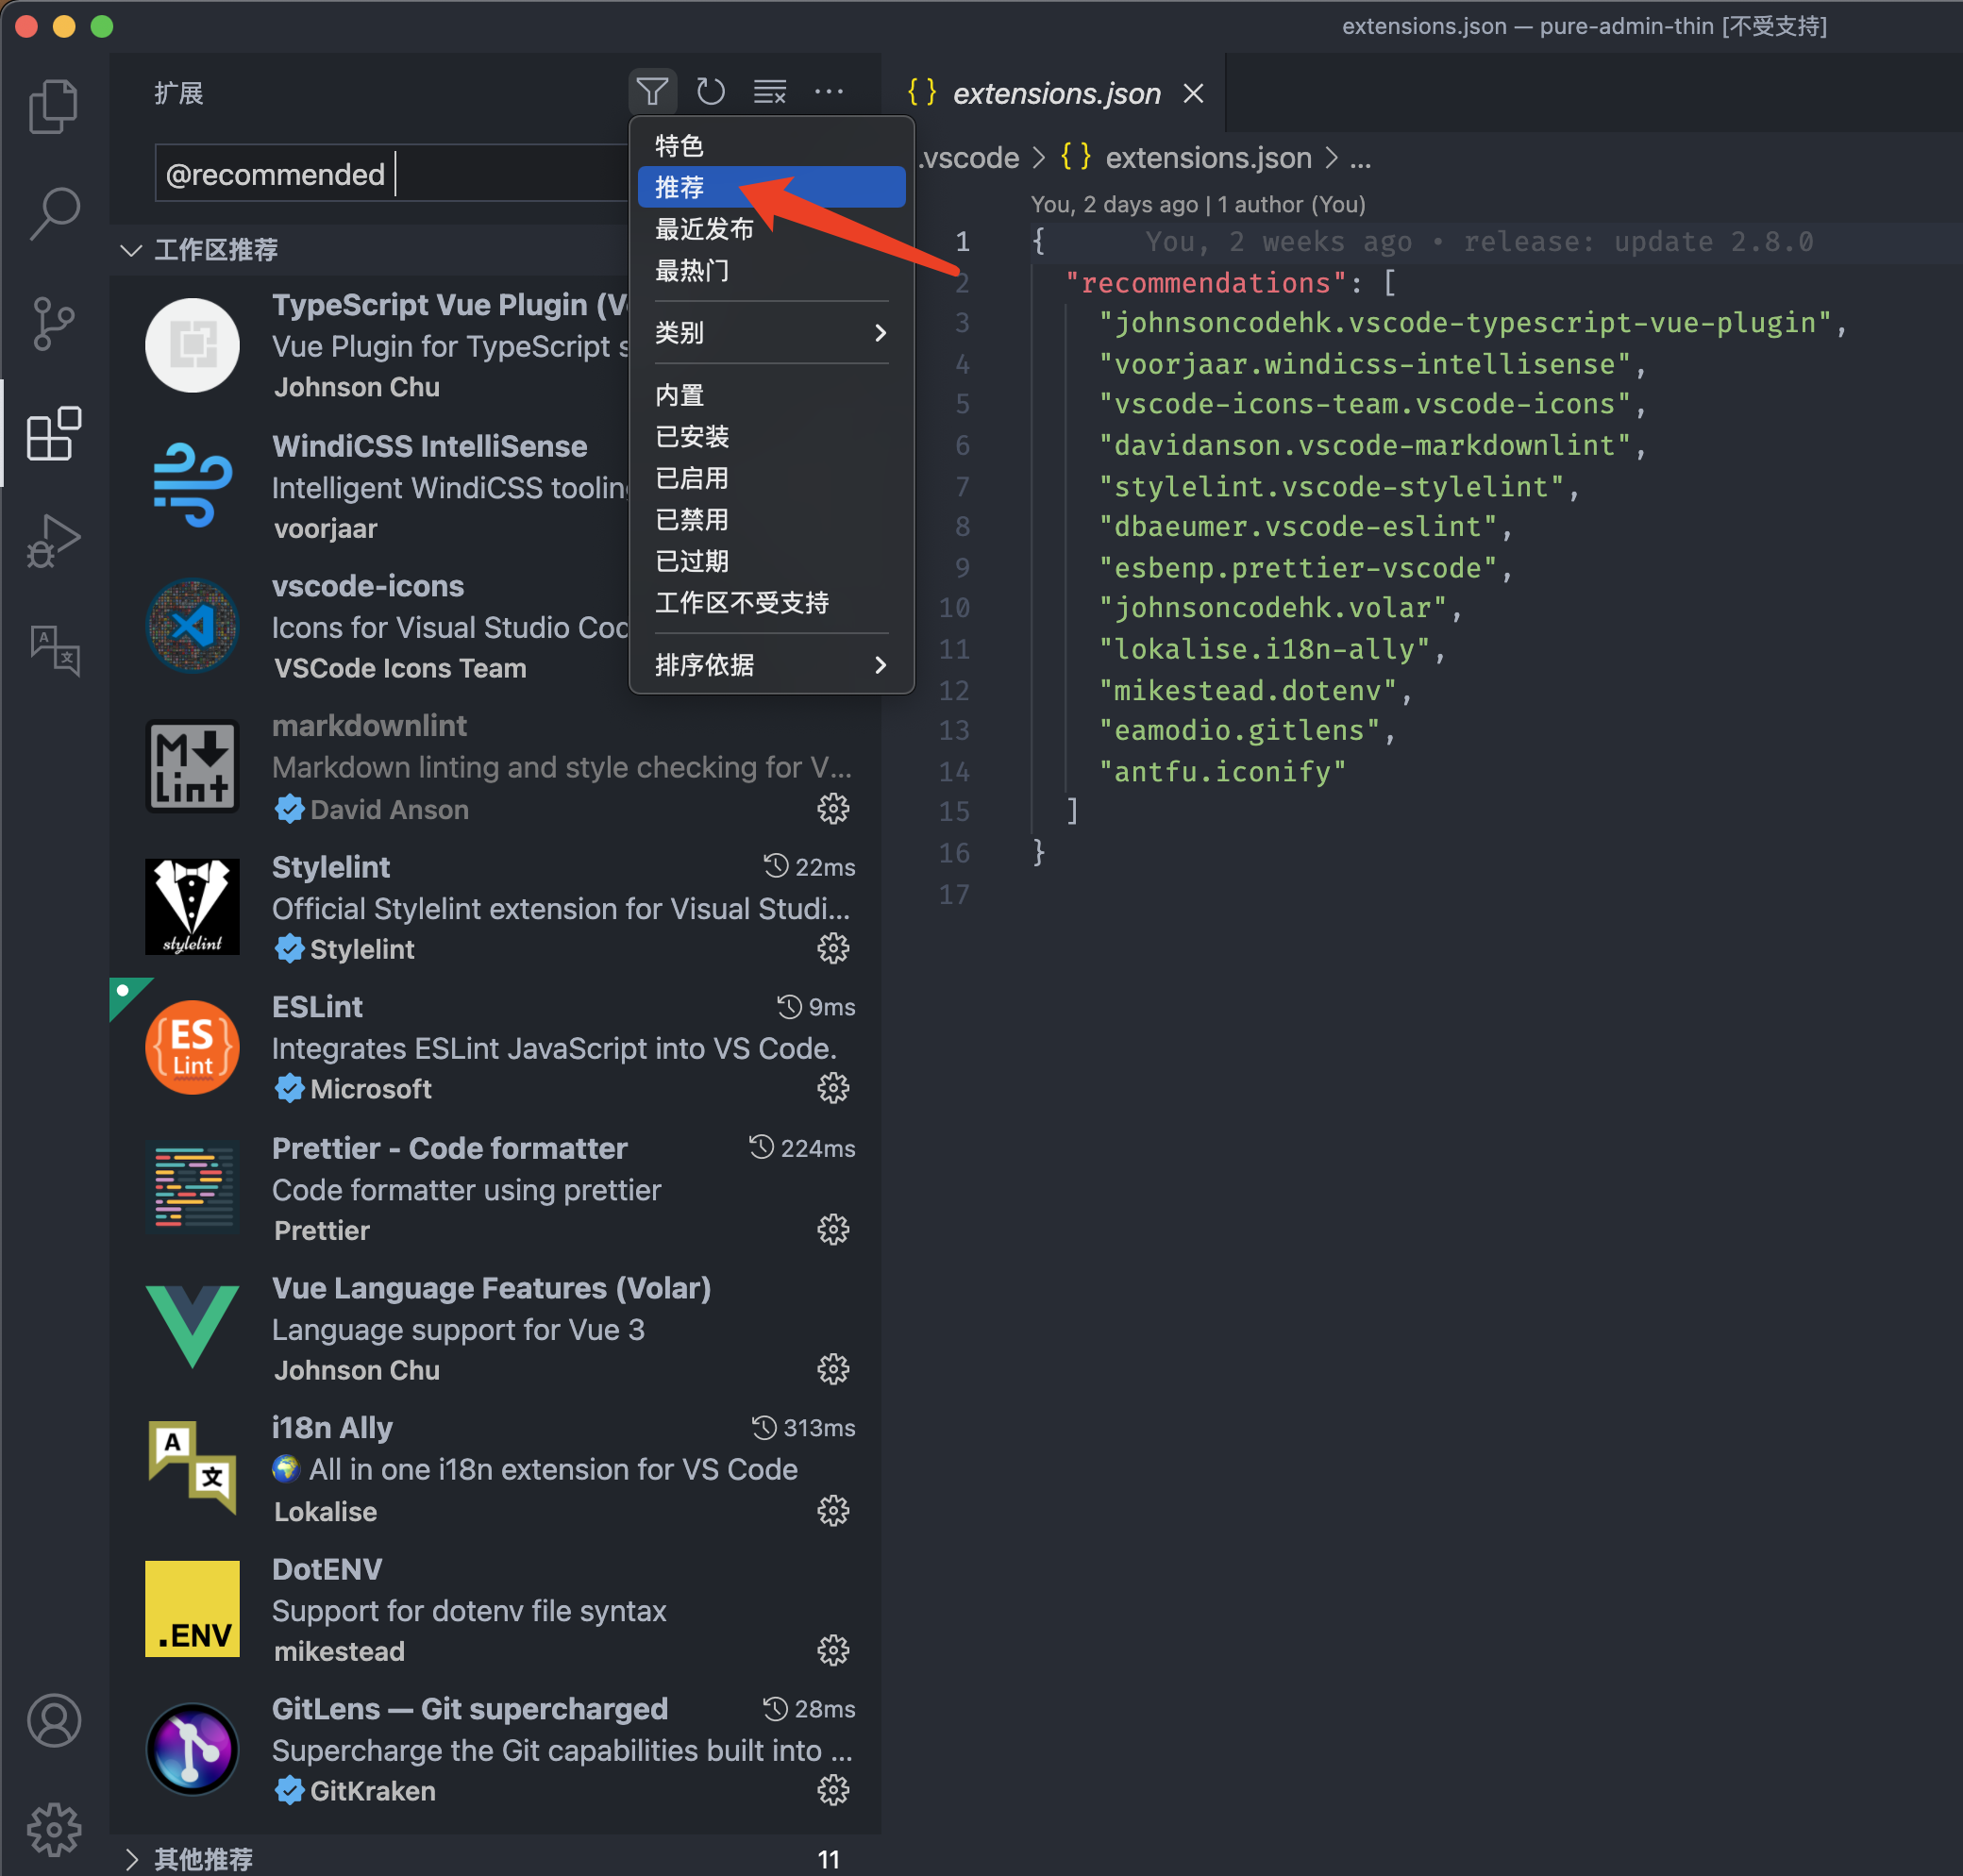 extensions.json — pure-admin-thin [不受支持]
扩展
@recommended
工作区推荐
TypeScript Vue Plugin (V
Vue Plugin for TypeScript s
Johnson Chu
WindiCSS IntelliSense
Intelligent WindiCSS tooling
voorjaar
vscode-icons
Icons for Visual Studio Cod
VSCode Icons Team
markdownlint
Markdown linting and style checking for V...
David Anson
Stylelint
22ms
Official Stylelint extension for Visual Studi...
Stylelint
ESLint
9ms
Integrates ESLint JavaScript into VS Code.
Microsoft
Prettier - Code formatter
224ms
Code formatter using prettier
Prettier
Vue Language Features (Volar)
Language support for Vue 3
Johnson Chu
i18n Ally
313ms
All in one i18n extension for VS Code
Lokalise
DotENV
Support for dotenv file syntax
mikestead
GitLens — Git supercharged
28ms
Supercharge the Git capabilities built into ...
GitKraken
其他推荐
11
M
Lint
stylelint
{ES}
Lint
A
文
.ENV
A
文
特色
推荐
最近发布
最热门
类别
内置
已安装
已启用
已禁用
已过期
工作区不受支持
排序依据
{} extensions.json
.vscode > {} extensions.json > ...
You, 2 days ago | 1 author (You)
1 { You, 2 weeks ago • release: update 2.8.0
2 "recommendations": [
3 "johnsoncodehk.vscode-typescript-vue-plugin",
4 "voorjaar.windicss-intellisense",
5 "vscode-icons-team.vscode-icons",
6 "davidanson.vscode-markdownlint",
7 "stylelint.vscode-stylelint",
8 "dbaeumer.vscode-eslint",
9 "esbenp.prettier-vscode",
10 "johnsoncodehk.volar",
11 "lokalise.i18n-ally",
12 "mikestead.dotenv",
13 "eamodio.gitlens",
14 "antfu.iconify"
15 ]
16 }
17